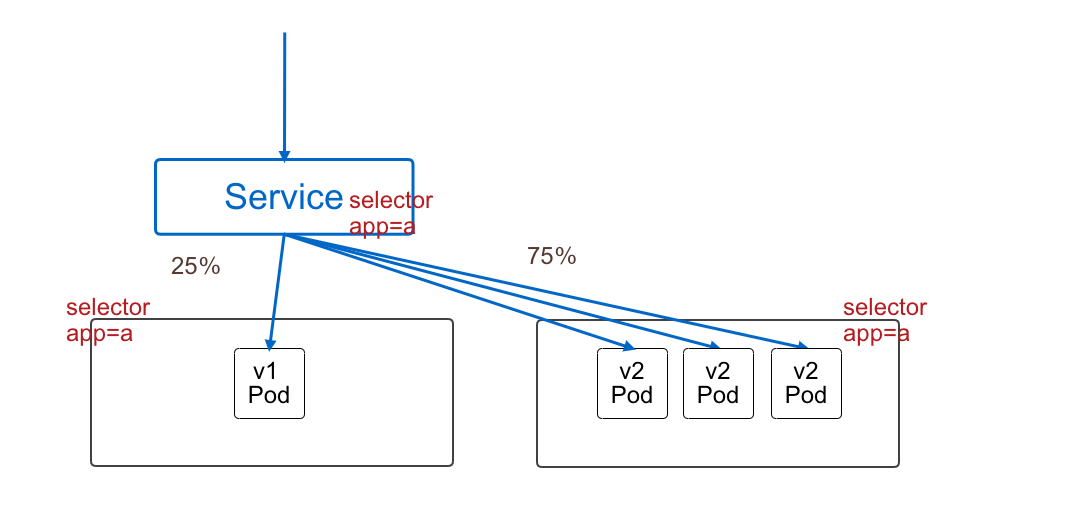 Service
selector
app=a
25%
75%
selector
app=a
selector
app=a
v1
Pod
v2
Pod
v2
Pod
v2
Pod